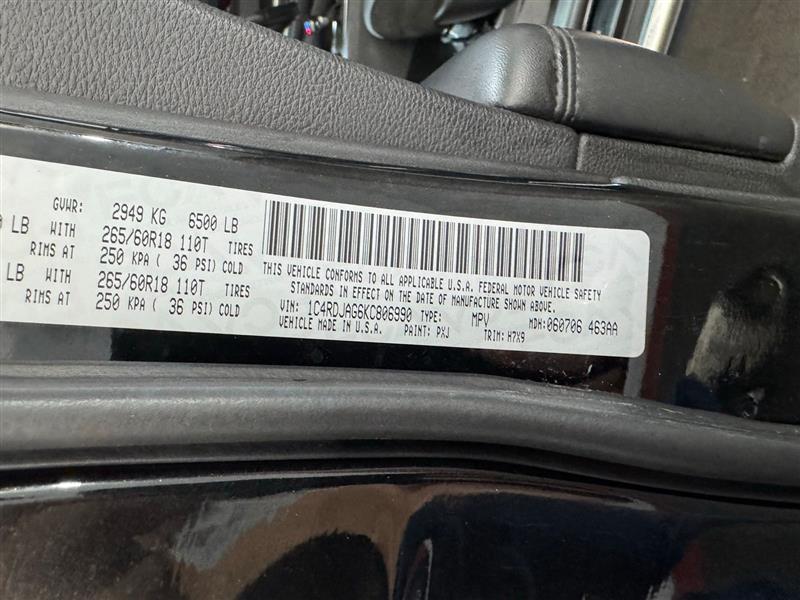 GVWR: 2949 KG 6500 LB
LB WITH 265/60R18 110T TIRES
RIMS AT 250 KPA ( 36 PSI) COLD
LB WITH 265/60R18 110T TIRES
RIMS AT 250 KPA ( 36 PSI) COLD
THIS VEHICLE CONFORMS TO ALL APPLICABLE U.S.A. FEDERAL MOTOR VEHICLE SAFETY
STANDARDS IN EFFECT ON THE DATE OF MANUFACTURE SHOWN ABOVE.
VIN: 1C4RDJAG6KC806990 TYPE: MPV MDH: 060706 463AA
VEHICLE MADE IN U.S.A. PAINT: PXJ TRIM: H7X9